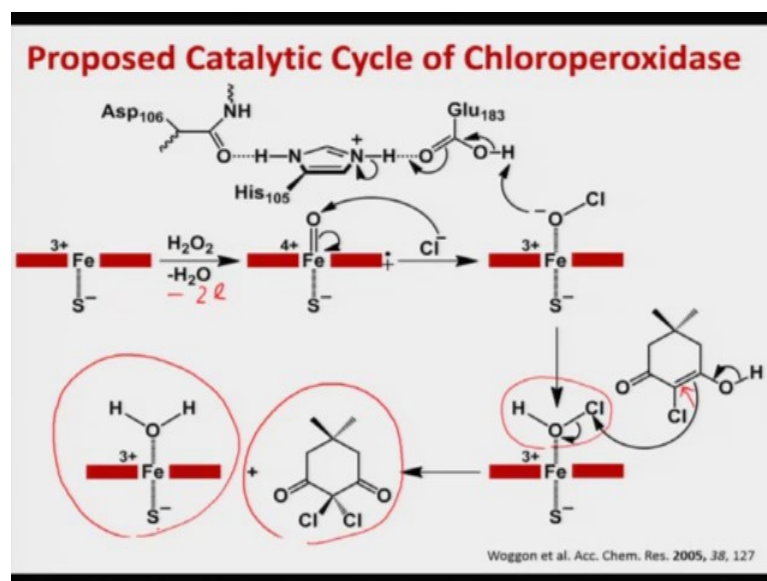 Proposed Catalytic Cycle of Chloroperoxidase
Asp106
NH
O
H
N
N
+
H
O
O
H
Glu183
His105
3+
Fe
S−
H2O2
-H2O
- 2e
O
4+
Fe
S−
Cl−
− O
Cl
3+
Fe
S−
O
Cl
O
H
H
O
Cl
3+
Fe
S−
H
H
O
3+
Fe
S−
+
O
O
Cl
Cl
Woggon et al. Acc. Chem. Res. 2005, 38, 127